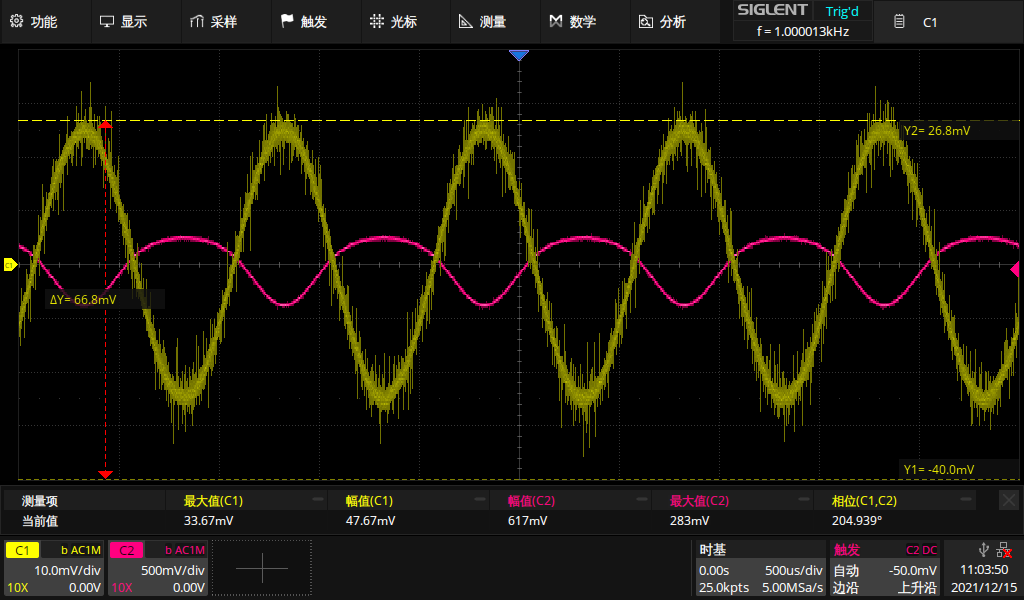 功能 显示 采样 触发 光标 测量 数学 分析 SIGLENT Trig'd C1
f = 1.000013kHz
Y2= 26.8mV
C1
ΔY= 66.8mV
Y1= -40.0mV
测量项 最大值(C1) 幅值(C1) 幅值(C2) 最大值(C2) 相位(C1,C2)
当前值 33.67mV 47.67mV 617mV 283mV 204.939°
C1 b AC1M C2 b AC1M 时基 触发 C2 DC
10.0mV/div 500mV/div 0.00s 500us/div 自动 -50.0mV 11:03:50
10X 0.00V 10X 0.00V 25.0kpts 5.00MSa/s 边沿 上升沿 2021/12/15